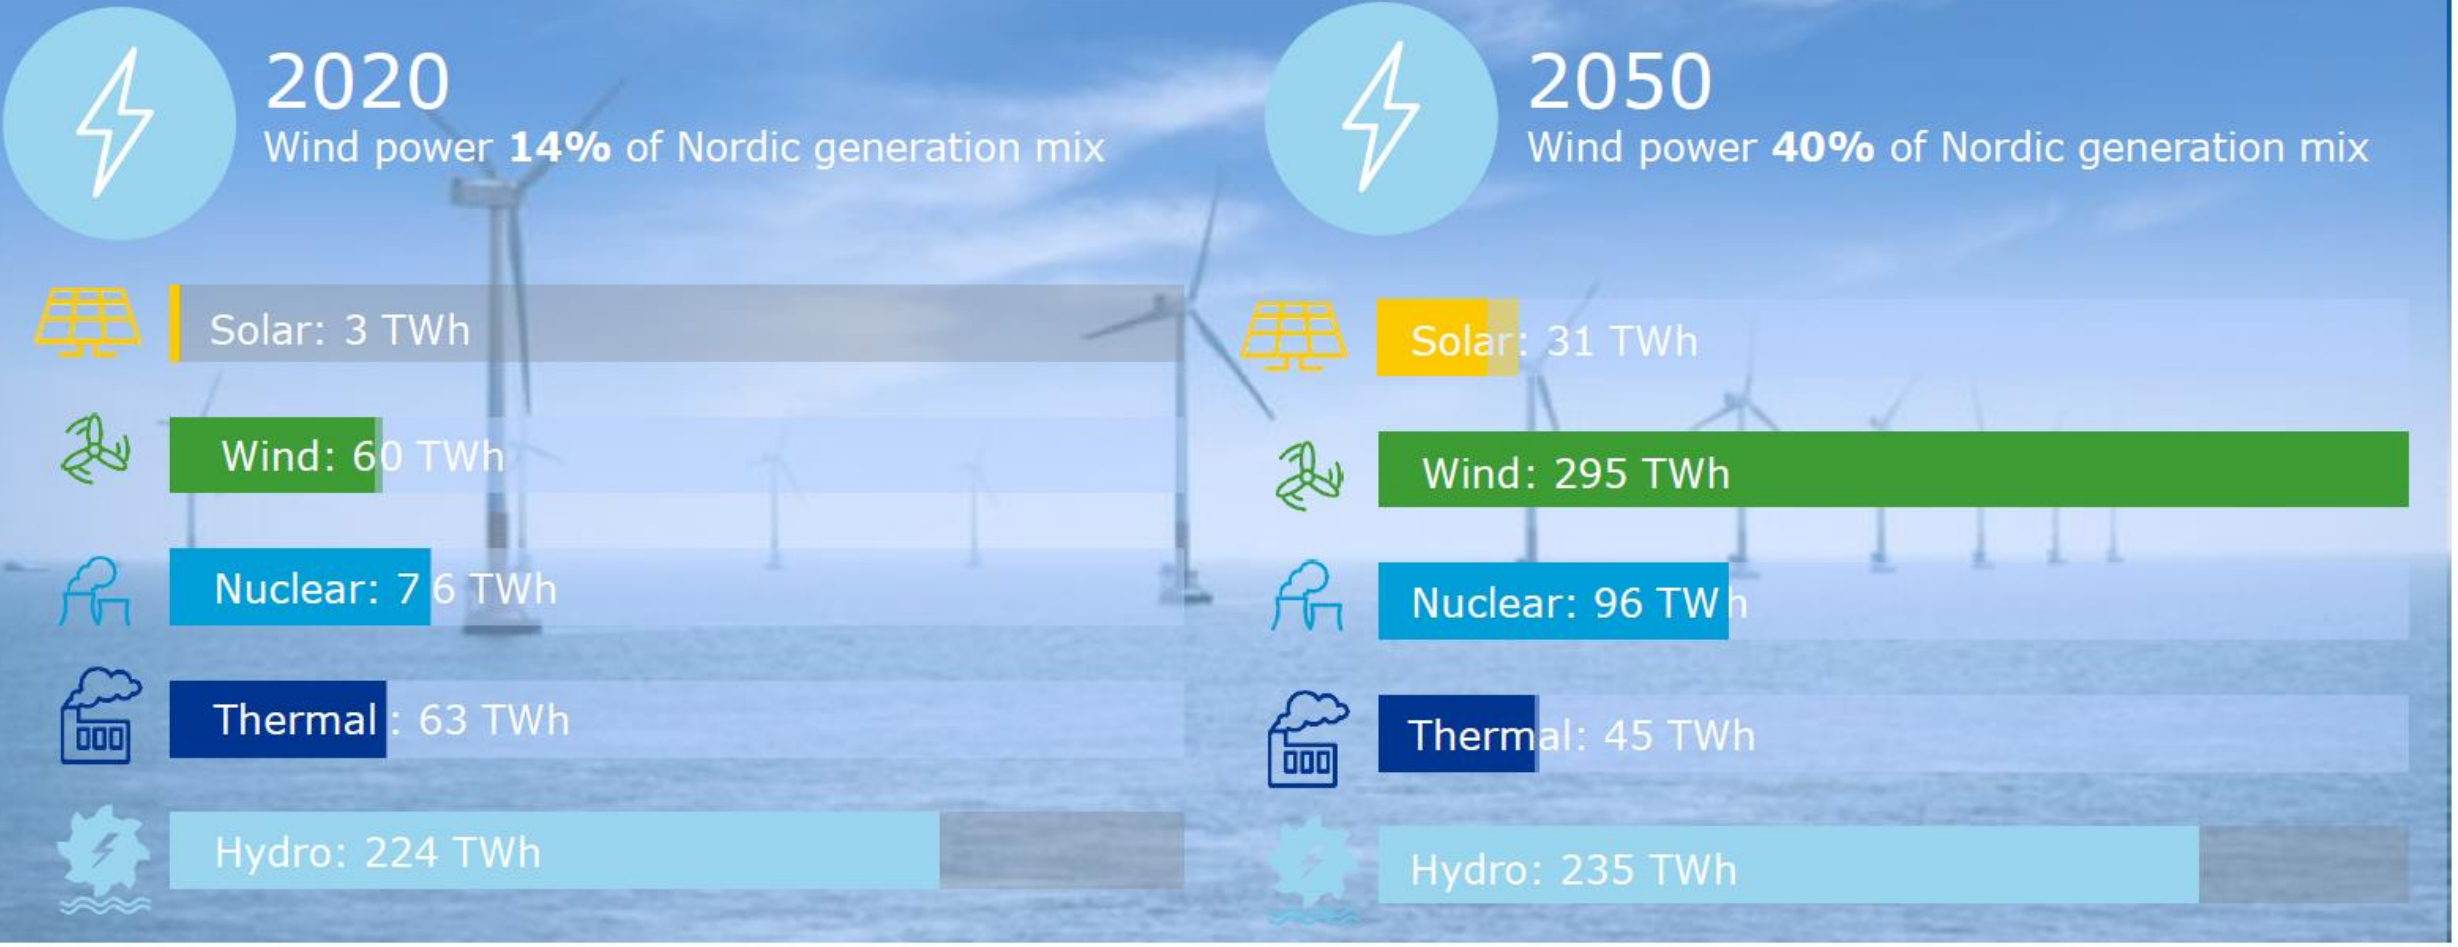 2020
Wind power 14% of Nordic generation mix
Solar: 3 TWh
Wind: 60 TWh
Nuclear: 76 TWh
Thermal: 63 TWh
Hydro: 224 TWh
2050
Wind power 40% of Nordic generation mix
Solar: 31 TWh
Wind: 295 TWh
Nuclear: 96 TWh
Thermal: 45 TWh
Hydro: 235 TWh